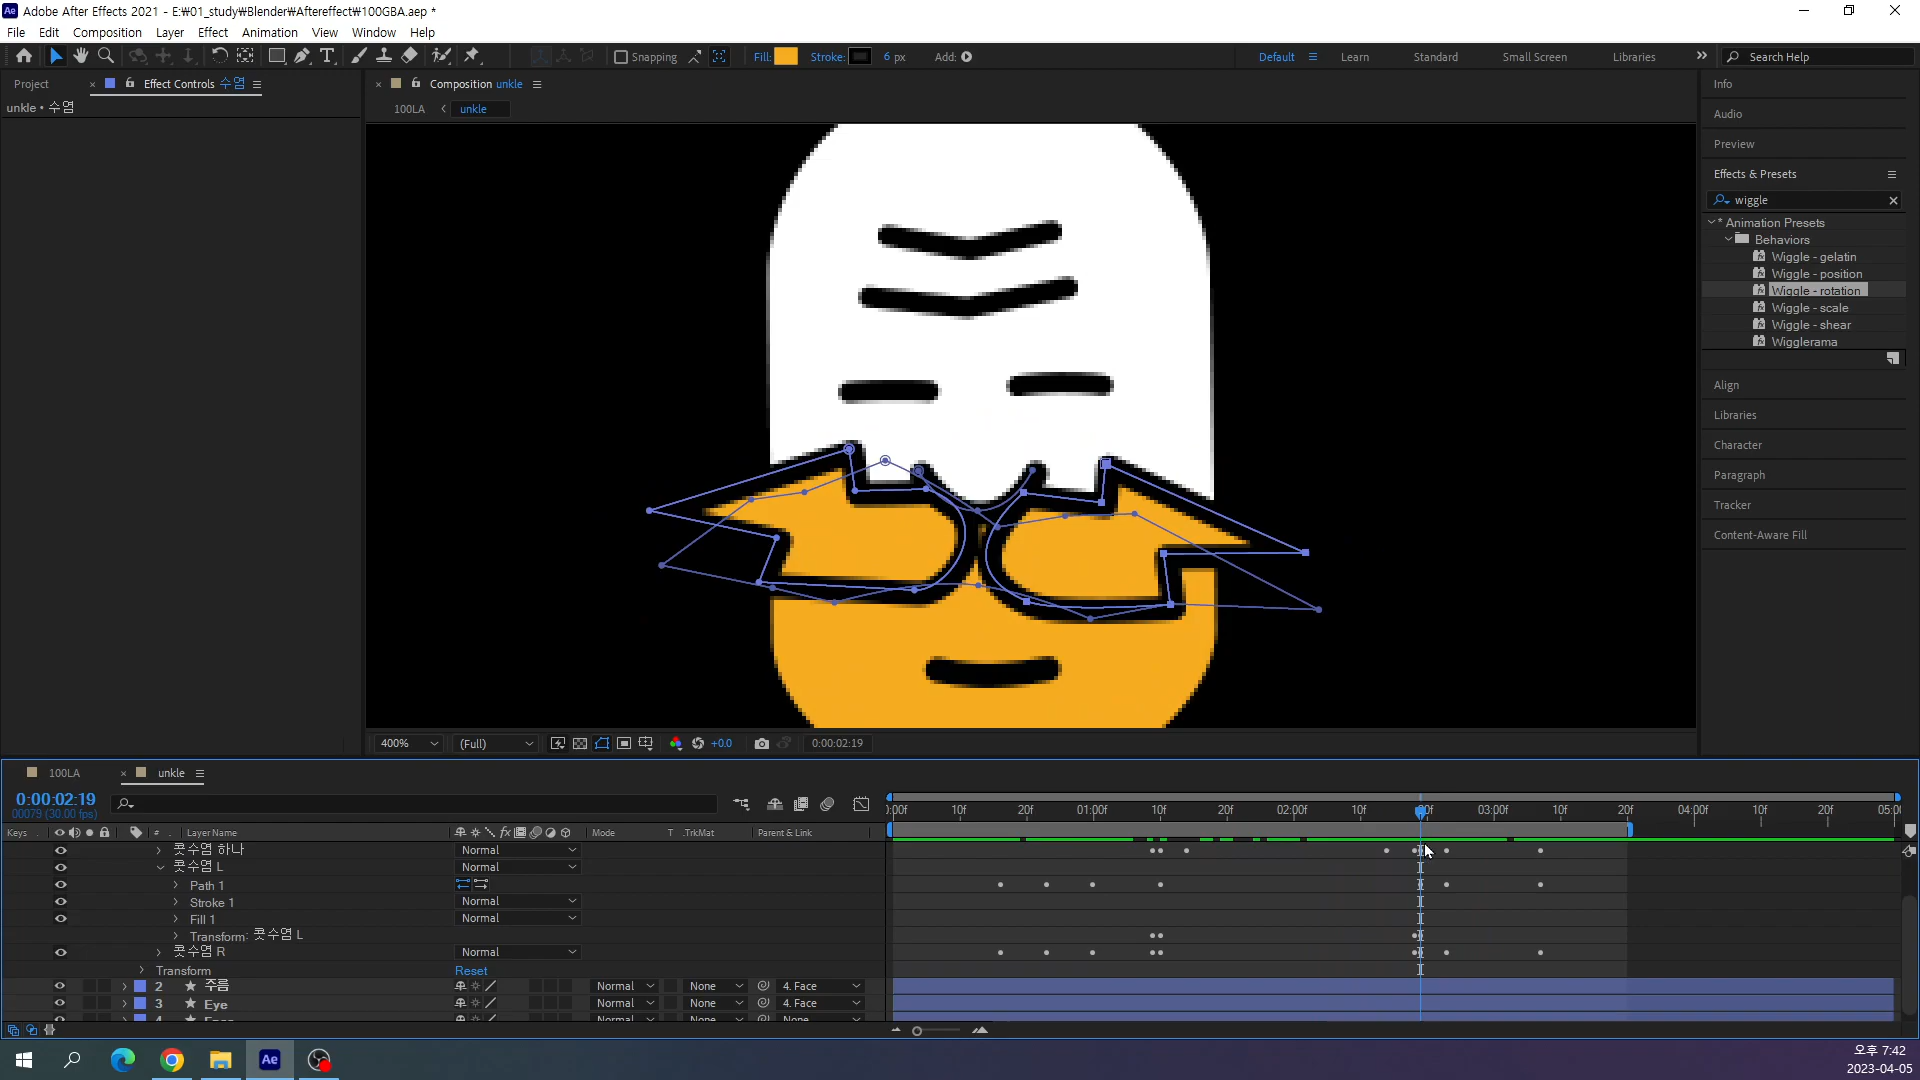 Adobe After Effects 2021 - E:₩01_study₩Blender₩Aftereffect₩100GBA.aep *
File Edit Composition Layer Effect Animation View Window Help
Snapping Fill: Stroke: 6 px Add: Default Learn Standard Small Screen Libraries Search Help
Project Effect Controls 수염
unkle • 수염
Composition unkle
100LA unkle
Info
Audio
Preview
Effects & Presets
wiggle
* Animation Presets
Behaviors
Wiggle - gelatin
Wiggle - position
Wiggle - rotation
Wiggle - scale
Wiggle - shear
Wigglerama
Align
Libraries
Character
Paragraph
Tracker
Content-Aware Fill
400% (Full) +0.0 0:00:02:19
100LA unkle
0:00:02:19
00079 (30.00 fps)
:00f 10f 20f 01:00f 10f 20f 02:00f 10f 20f 03:00f 10f 20f 04:00f 10f 20f 05:00
Keys # Layer Name Mode T .TrkMat Parent & Link
콧수염 하나 Normal
콧수염 L Normal
Path 1
Stroke 1 Normal
Fill 1 Normal
Transform: 콧수염 L
콧수염 R Normal
Transform Reset
2 주름 Normal None 4. Face
3 Eye Normal None 4. Face
4 Normal None None
오후 7:42
2023-04-05